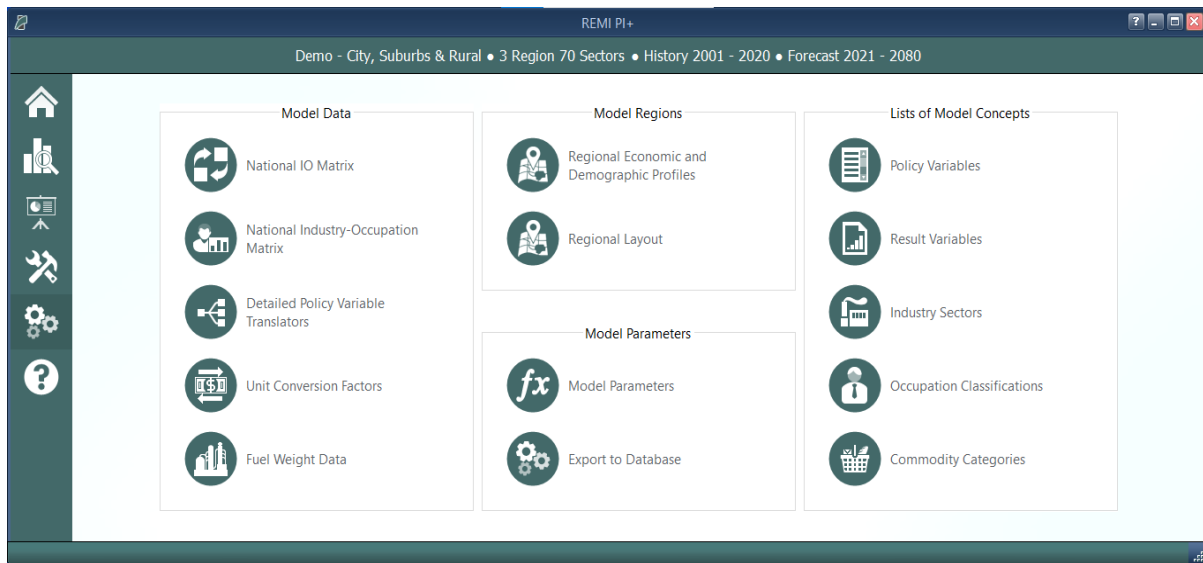 REMI PI+
Demo - City, Suburbs & Rural ● 3 Region 70 Sectors ● History 2001 - 2020 ● Forecast 2021 - 2080
Model Data
National IO Matrix
National Industry-Occupation
Matrix
Detailed Policy Variable
Translators
Unit Conversion Factors
Fuel Weight Data
Model Regions
Regional Economic and
Demographic Profiles
Regional Layout
Model Parameters
fx
Model Parameters
Export to Database
Lists of Model Concepts
Policy Variables
Result Variables
Industry Sectors
Occupation Classifications
Commodity Categories